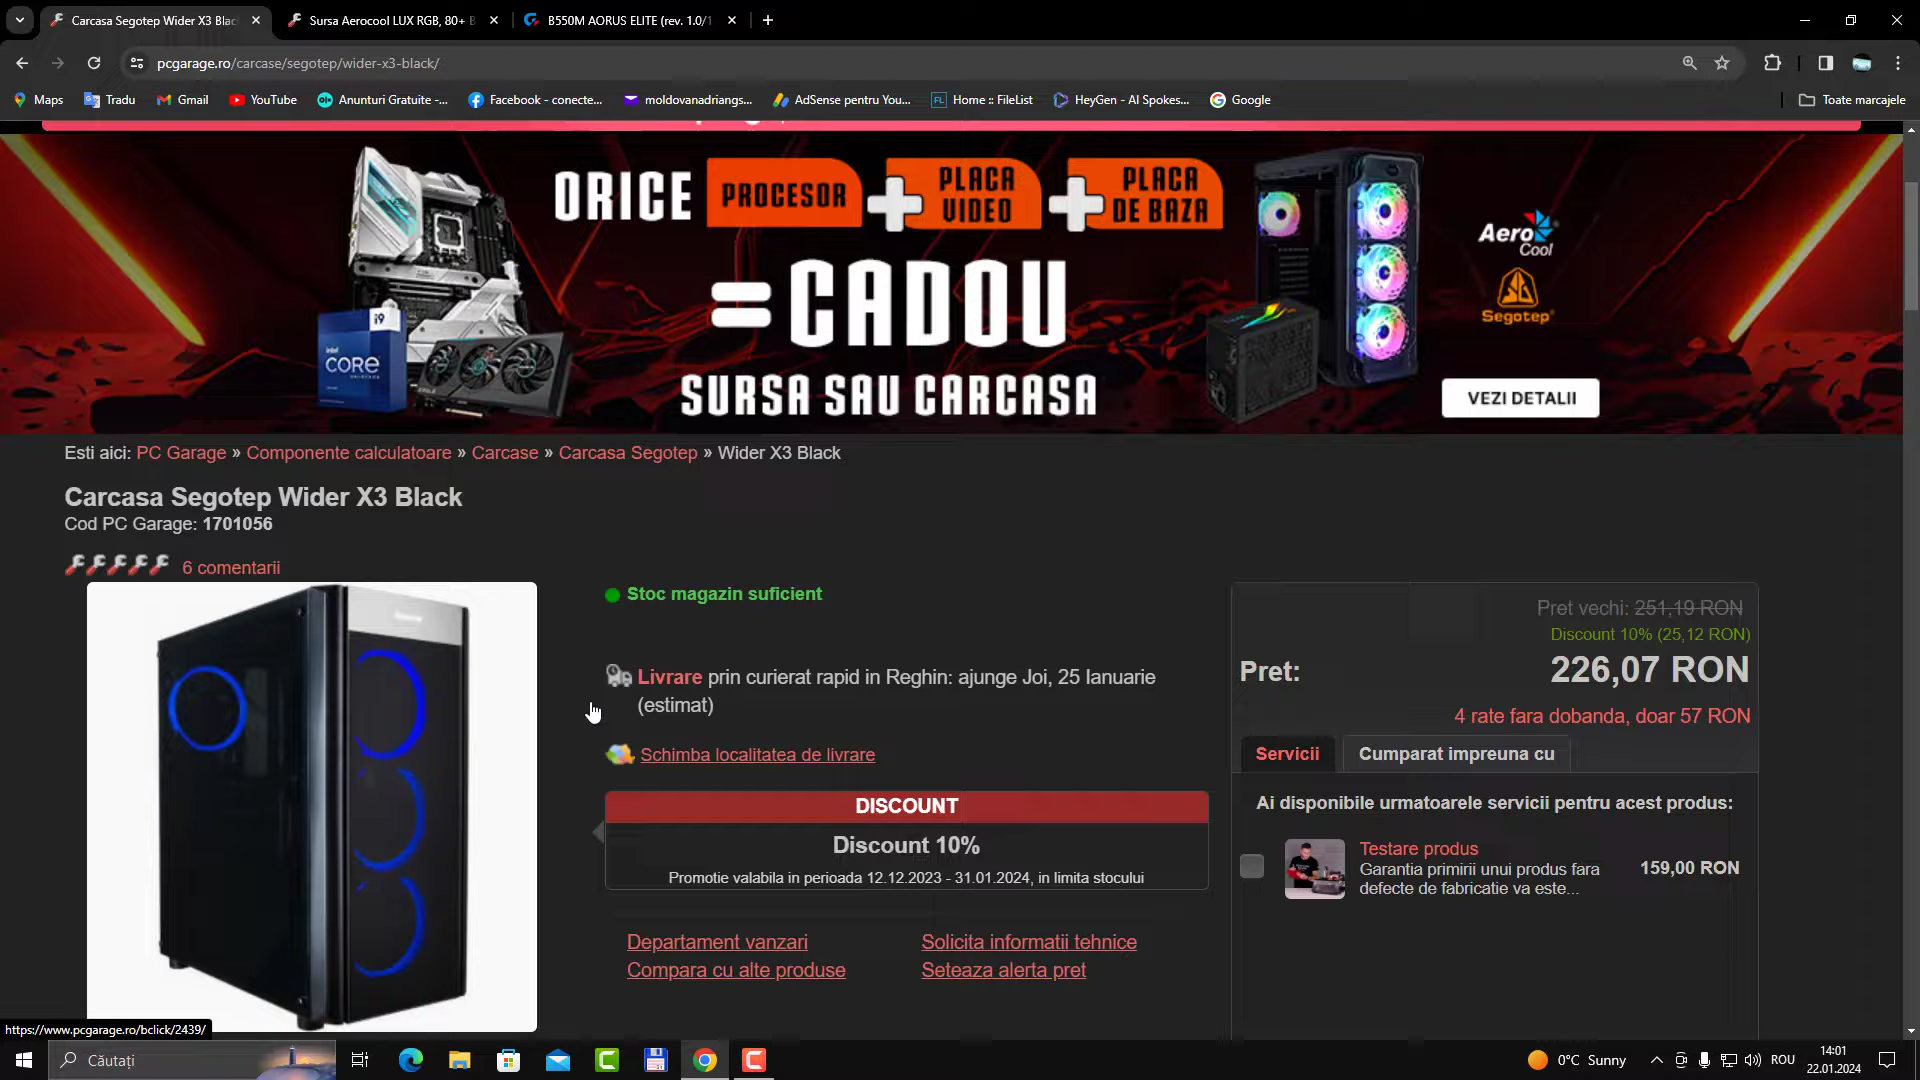 Carcasa Segotep Wider X3 Blac
Sursa Aerocool LUX RGB, 80+ B
B550M AORUS ELITE (rev. 1.0/1
pcgarage.ro/carcase/segotep/wider-x3-black/
Maps
Tradu
Gmail
YouTube
Anunturi Gratuite -...
Facebook - conecte...
moldovanadriangs...
AdSense pentru You...
FL
Home :: FileList
HeyGen - AI Spokes...
Google
Toate marcajele
ORICE
PROCESOR
PLACA VIDEO
PLACA DE BAZA
= CADOU
SURSA SAU CARCASA
i9
intel
CORE
Aero Cool
Segotep
VEZI DETALII
Esti aici: PC Garage » Componente calculatoare » Carcase » Carcasa Segotep » Wider X3 Black
Carcasa Segotep Wider X3 Black
Cod PC Garage: 1701056
6 comentarii
Stoc magazin suficient
Livrare prin curierat rapid in Reghin: ajunge Joi, 25 Ianuarie
(estimat)
Schimba localitatea de livrare
DISCOUNT
Discount 10%
Promotie valabila in perioada 12.12.2023 - 31.01.2024, in limita stocului
Departament vanzari
Solicita informatii tehnice
Compara cu alte produse
Seteaza alerta pret
Pret vechi: 251,19 RON
Discount 10% (25,12 RON)
Pret:
226,07 RON
4 rate fara dobanda, doar 57 RON
Servicii
Cumparat impreuna cu
Ai disponibile urmatoarele servicii pentru acest produs:
Testare produs
Garantia primirii unui produs fara
defecte de fabricatie va este...
159,00 RON
https://www.pcgarage.ro/bclick/2439/
Căutați
0°C Sunny
ROU
14:01
22.01.2024